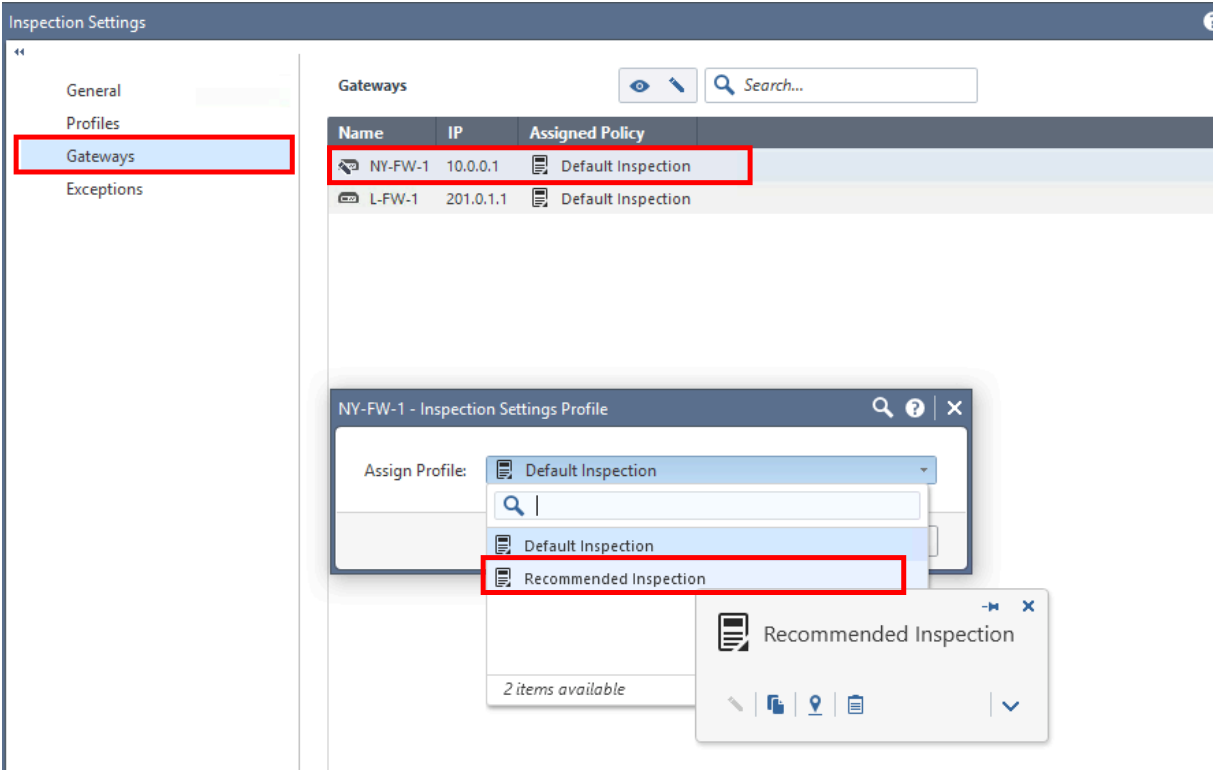 Inspection Settings
General
Profiles
Gateways
Exceptions
Gateways
Search...
Name IP Assigned Policy
NY-FW-1 10.0.0.1 Default Inspection
L-FW-1 201.0.1.1 Default Inspection
NY-FW-1 - Inspection Settings Profile
Assign Profile: Default Inspection
Default Inspection
Recommended Inspection
Recommended Inspection
2 items available